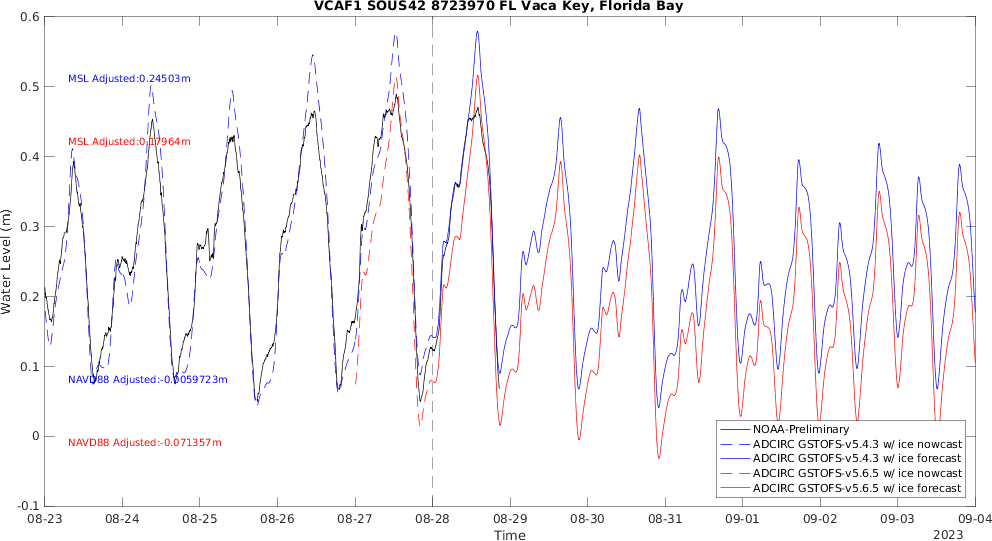 VCAF1 SOUS42 8723970 FL Vaca Key, Florida Bay
0.6
0.5
0.4
0.3
0.2
0.1
0
-0.1
Water Level (m)
MSL Adjusted:0.24503m
MSL Adjusted:0.17964m
NAVD88 Adjusted:-0.0059723m
NAVD88 Adjusted:-0.071357m
NOAA-Preliminary
ADCIRC GSTOFS-v5.4.3 w/ ice nowcast
ADCIRC GSTOFS-v5.4.3 w/ ice forecast
ADCIRC GSTOFS-v5.6.5 w/ ice nowcast
ADCIRC GSTOFS-v5.6.5 w/ ice forecast
08-23 08-24 08-25 08-26 08-27 08-28 08-29 08-30 08-31 09-01 09-02 09-03 09-04
Time
2023